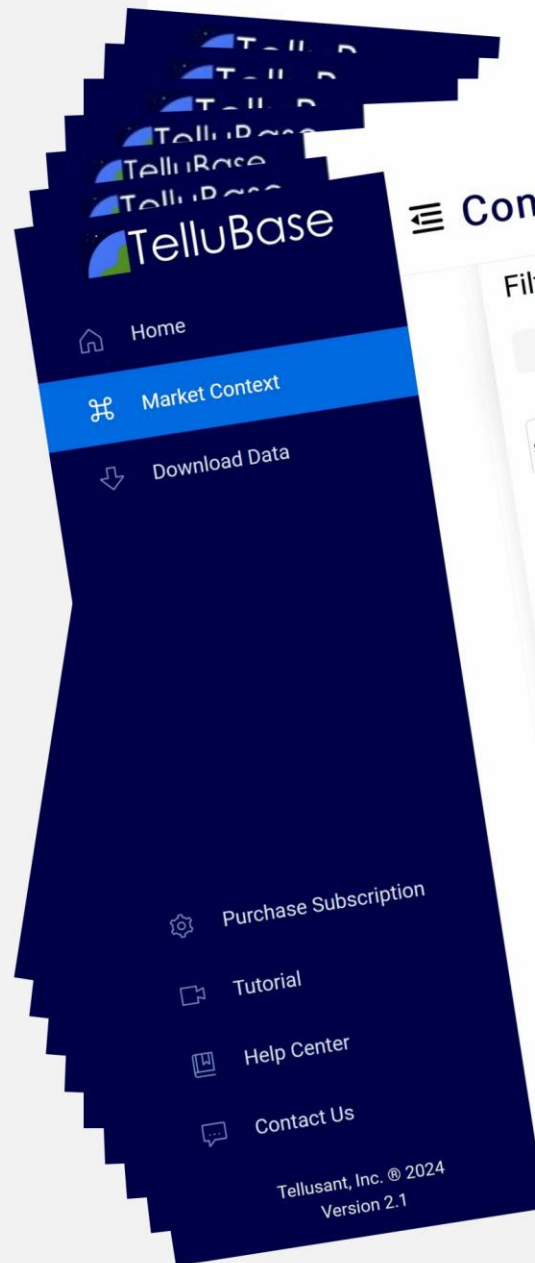 TelluBase
TelluBase
Home
Market Context
Download Data
Purchase Subscription
Tutorial
Help Center
Contact Us
Tellusant, Inc. ® 2024
Version 2.1